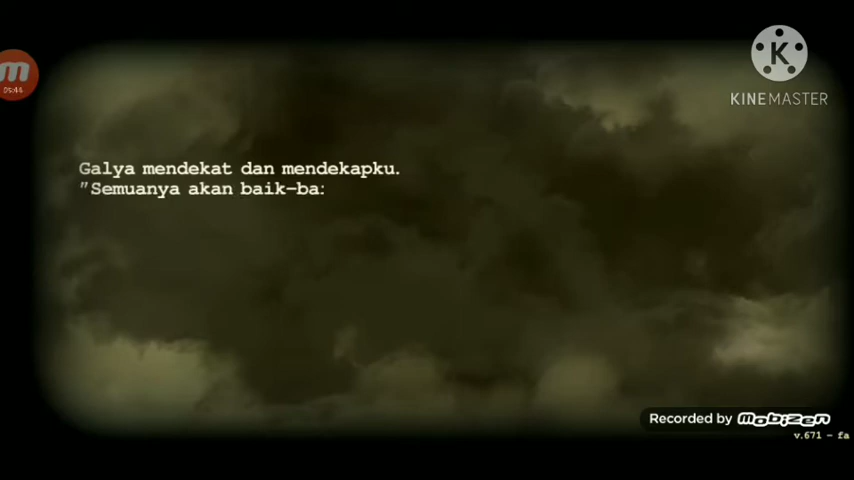 m
05:46
K
KINEMASTER
Galya mendekat dan mendekapku.
"Semuanya akan baik-ba:
Recorded by mobizen
v.671 - fa